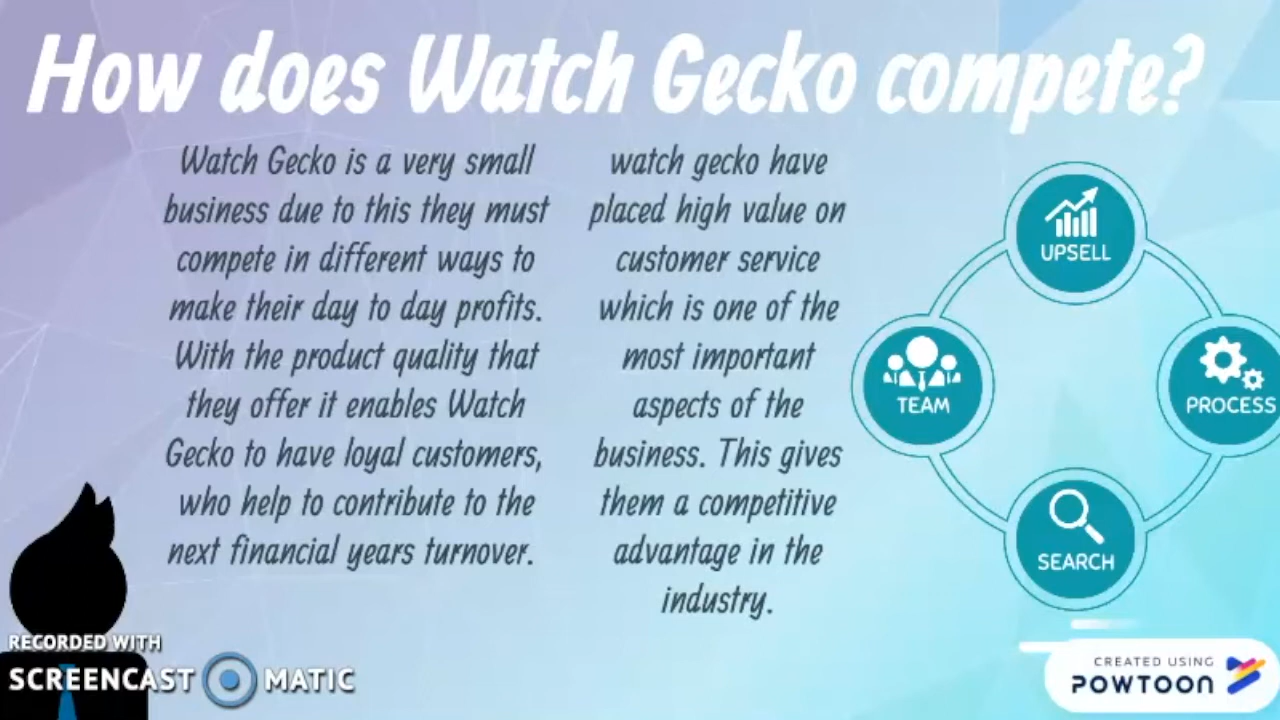 How does Watch Gecko compete?
Watch Gecko is a very small
business due to this they must
compete in different ways to
make their day to day profits.
With the product quality that
they offer it enables Watch
Gecko to have loyal customers,
who help to contribute to the
next financial years turnover.
watch gecko have
placed high value on
customer service
which is one of the
most important
aspects of the
business. This gives
them a competitive
advantage in the
industry.
UPSELL
TEAM
PROCESS
SEARCH
RECORDED WITH
SCREENCAST MATIC
CREATED USING
POWTOON